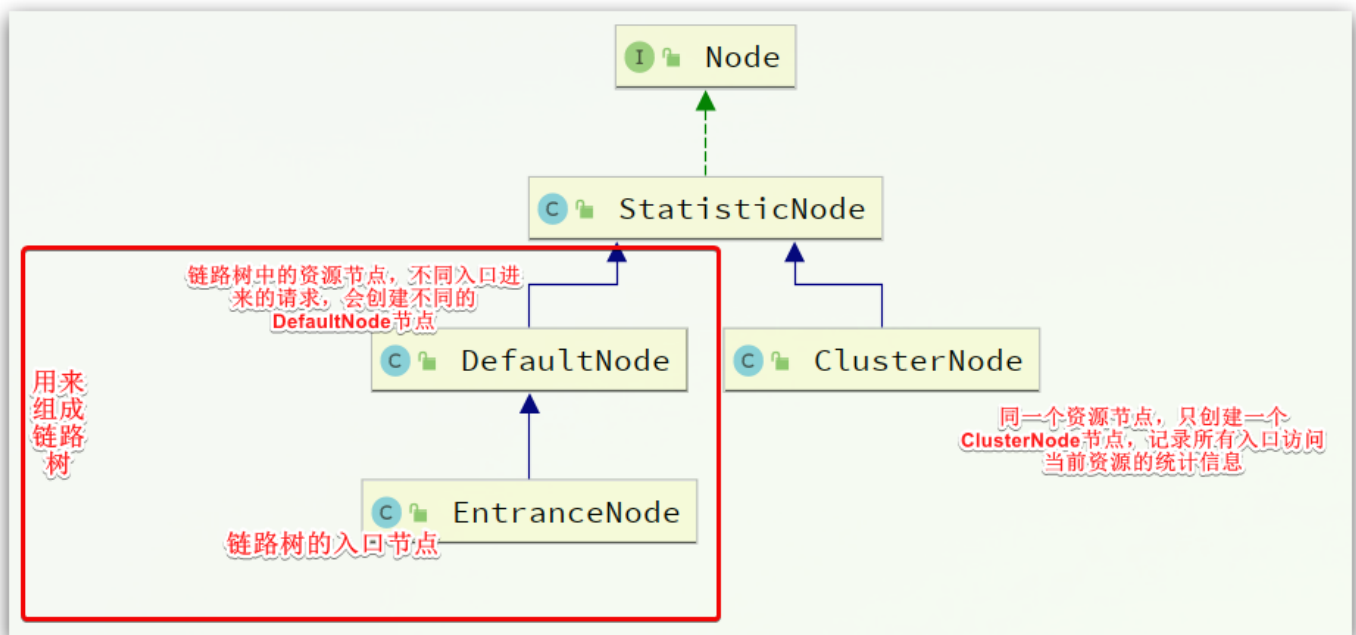 I Node
C StatisticNode
链路树中的资源节点，不同入口进
来的请求，会创建不同的
DefaultNode节点
C DefaultNode
C ClusterNode
用来
组成
链路
树
同一个资源节点，只创建一个
ClusterNode节点，记录所有入口访问
当前资源的统计信息
C EntranceNode
链路树的入口节点